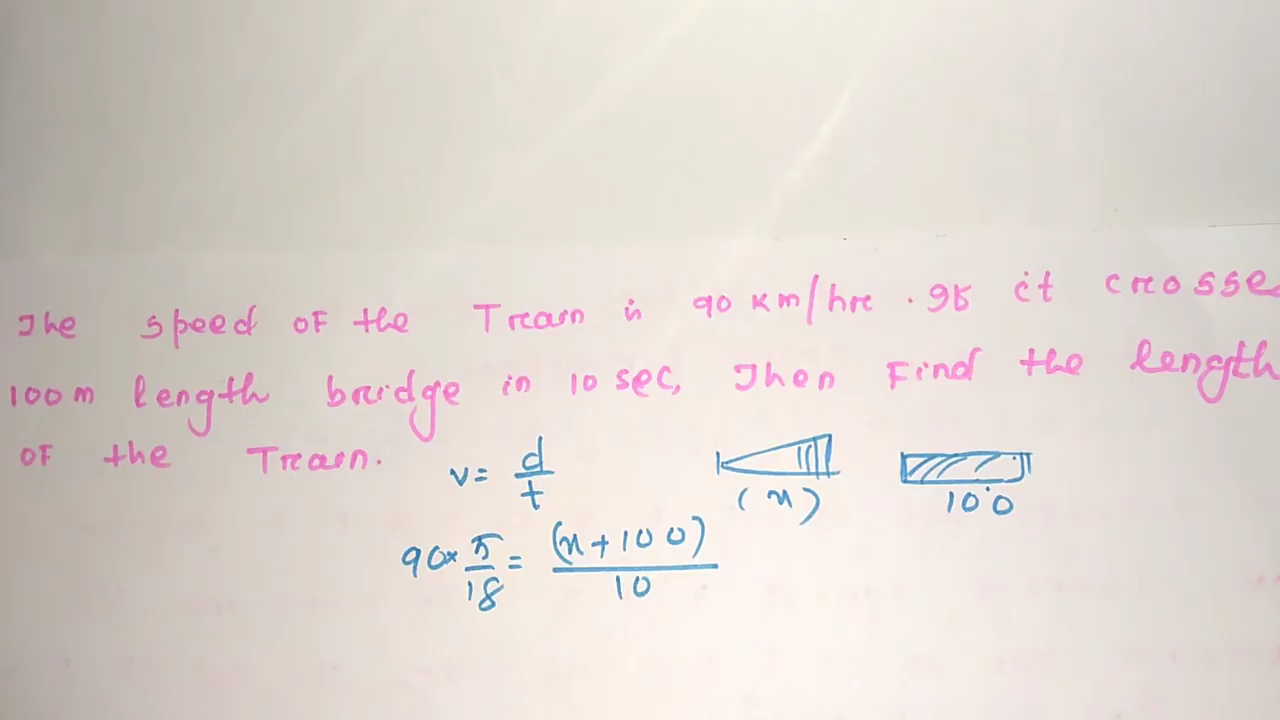 The speed of the Train is 90 km/hr. If it crosse
100m length bridge in 10 sec, Then Find the length
of the Train.
v = d/t
(x)
100
90 × 5/18 = (x + 100)/10